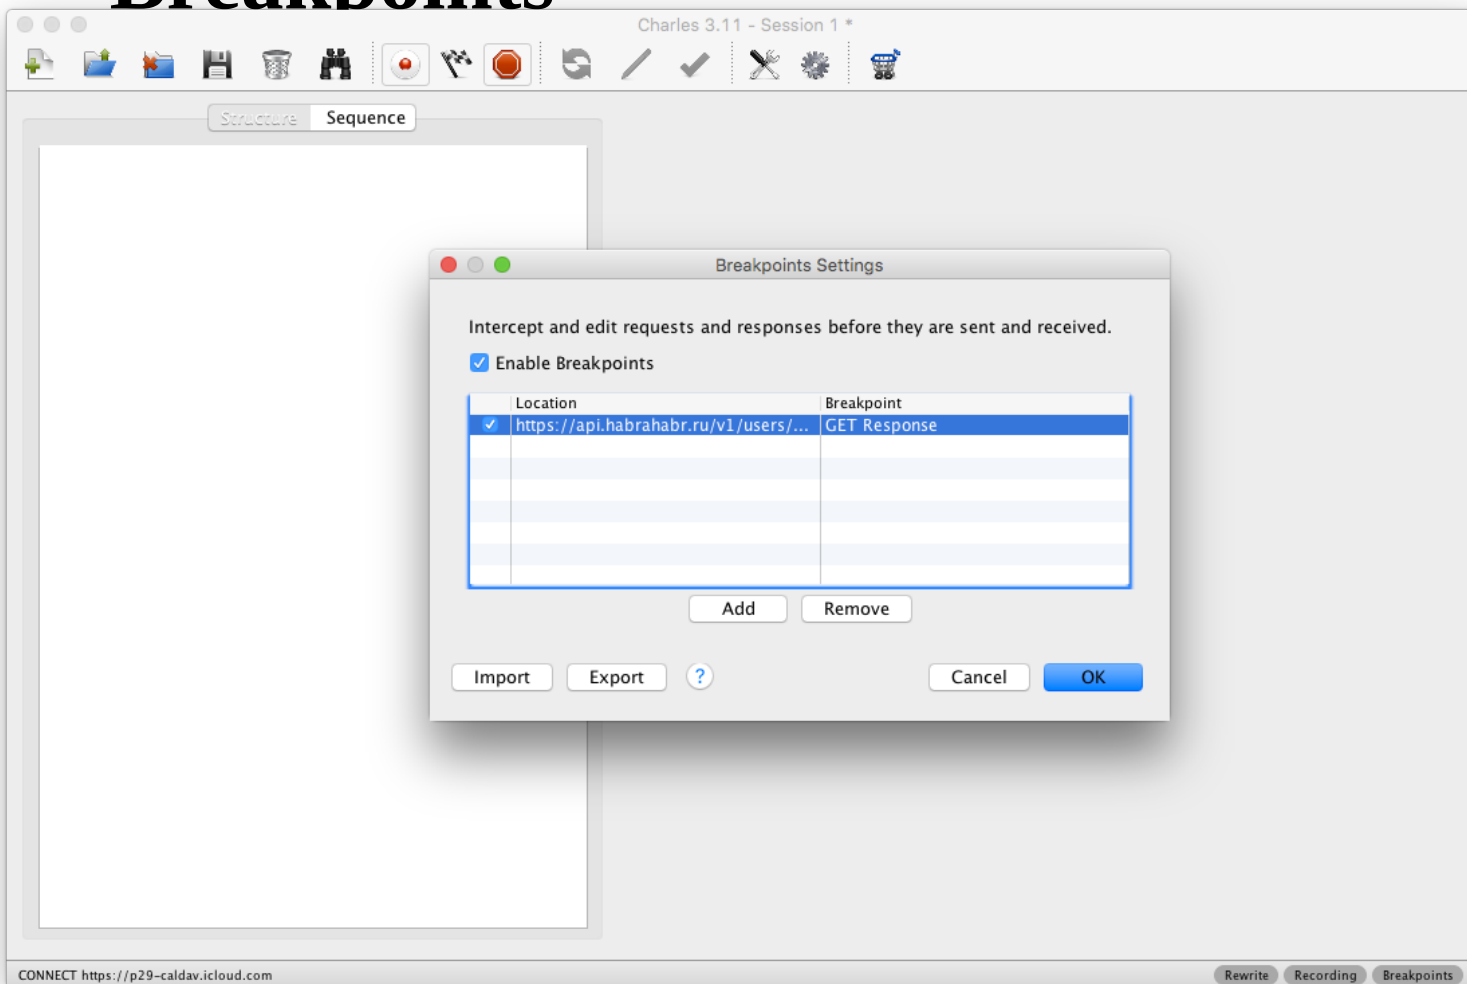 Breakpoints
Charles 3.11 - Session 1 *
Structure Sequence
Breakpoints Settings
Intercept and edit requests and responses before they are sent and received.
Enable Breakpoints
Location Breakpoint
https://api.habrahabr.ru/v1/users/... GET Response
Add Remove
Import Export ? Cancel OK
CONNECT https://p29-caldav.icloud.com Rewrite Recording Breakpoints